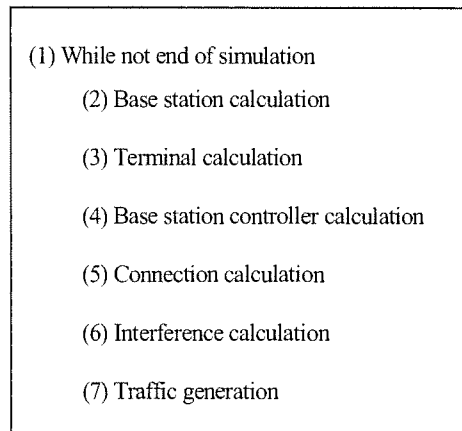 (1) While not end of simulation
(2) Base station calculation
(3) Terminal calculation
(4) Base station controller calculation
(5) Connection calculation
(6) Interference calculation
(7) Traffic generation